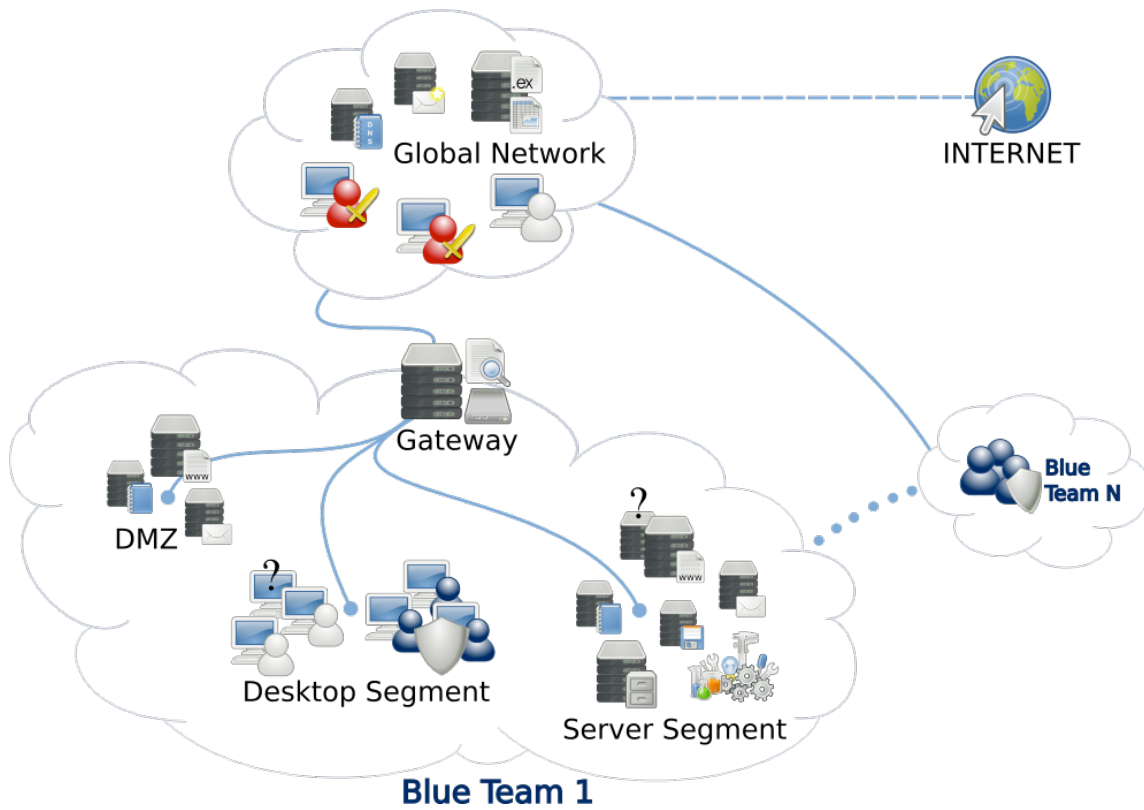 .ex
DNS
Global Network
INTERNET
Gateway
www
DMZ
Blue
Team N
?
www
?
Desktop Segment
Server Segment
Blue Team 1